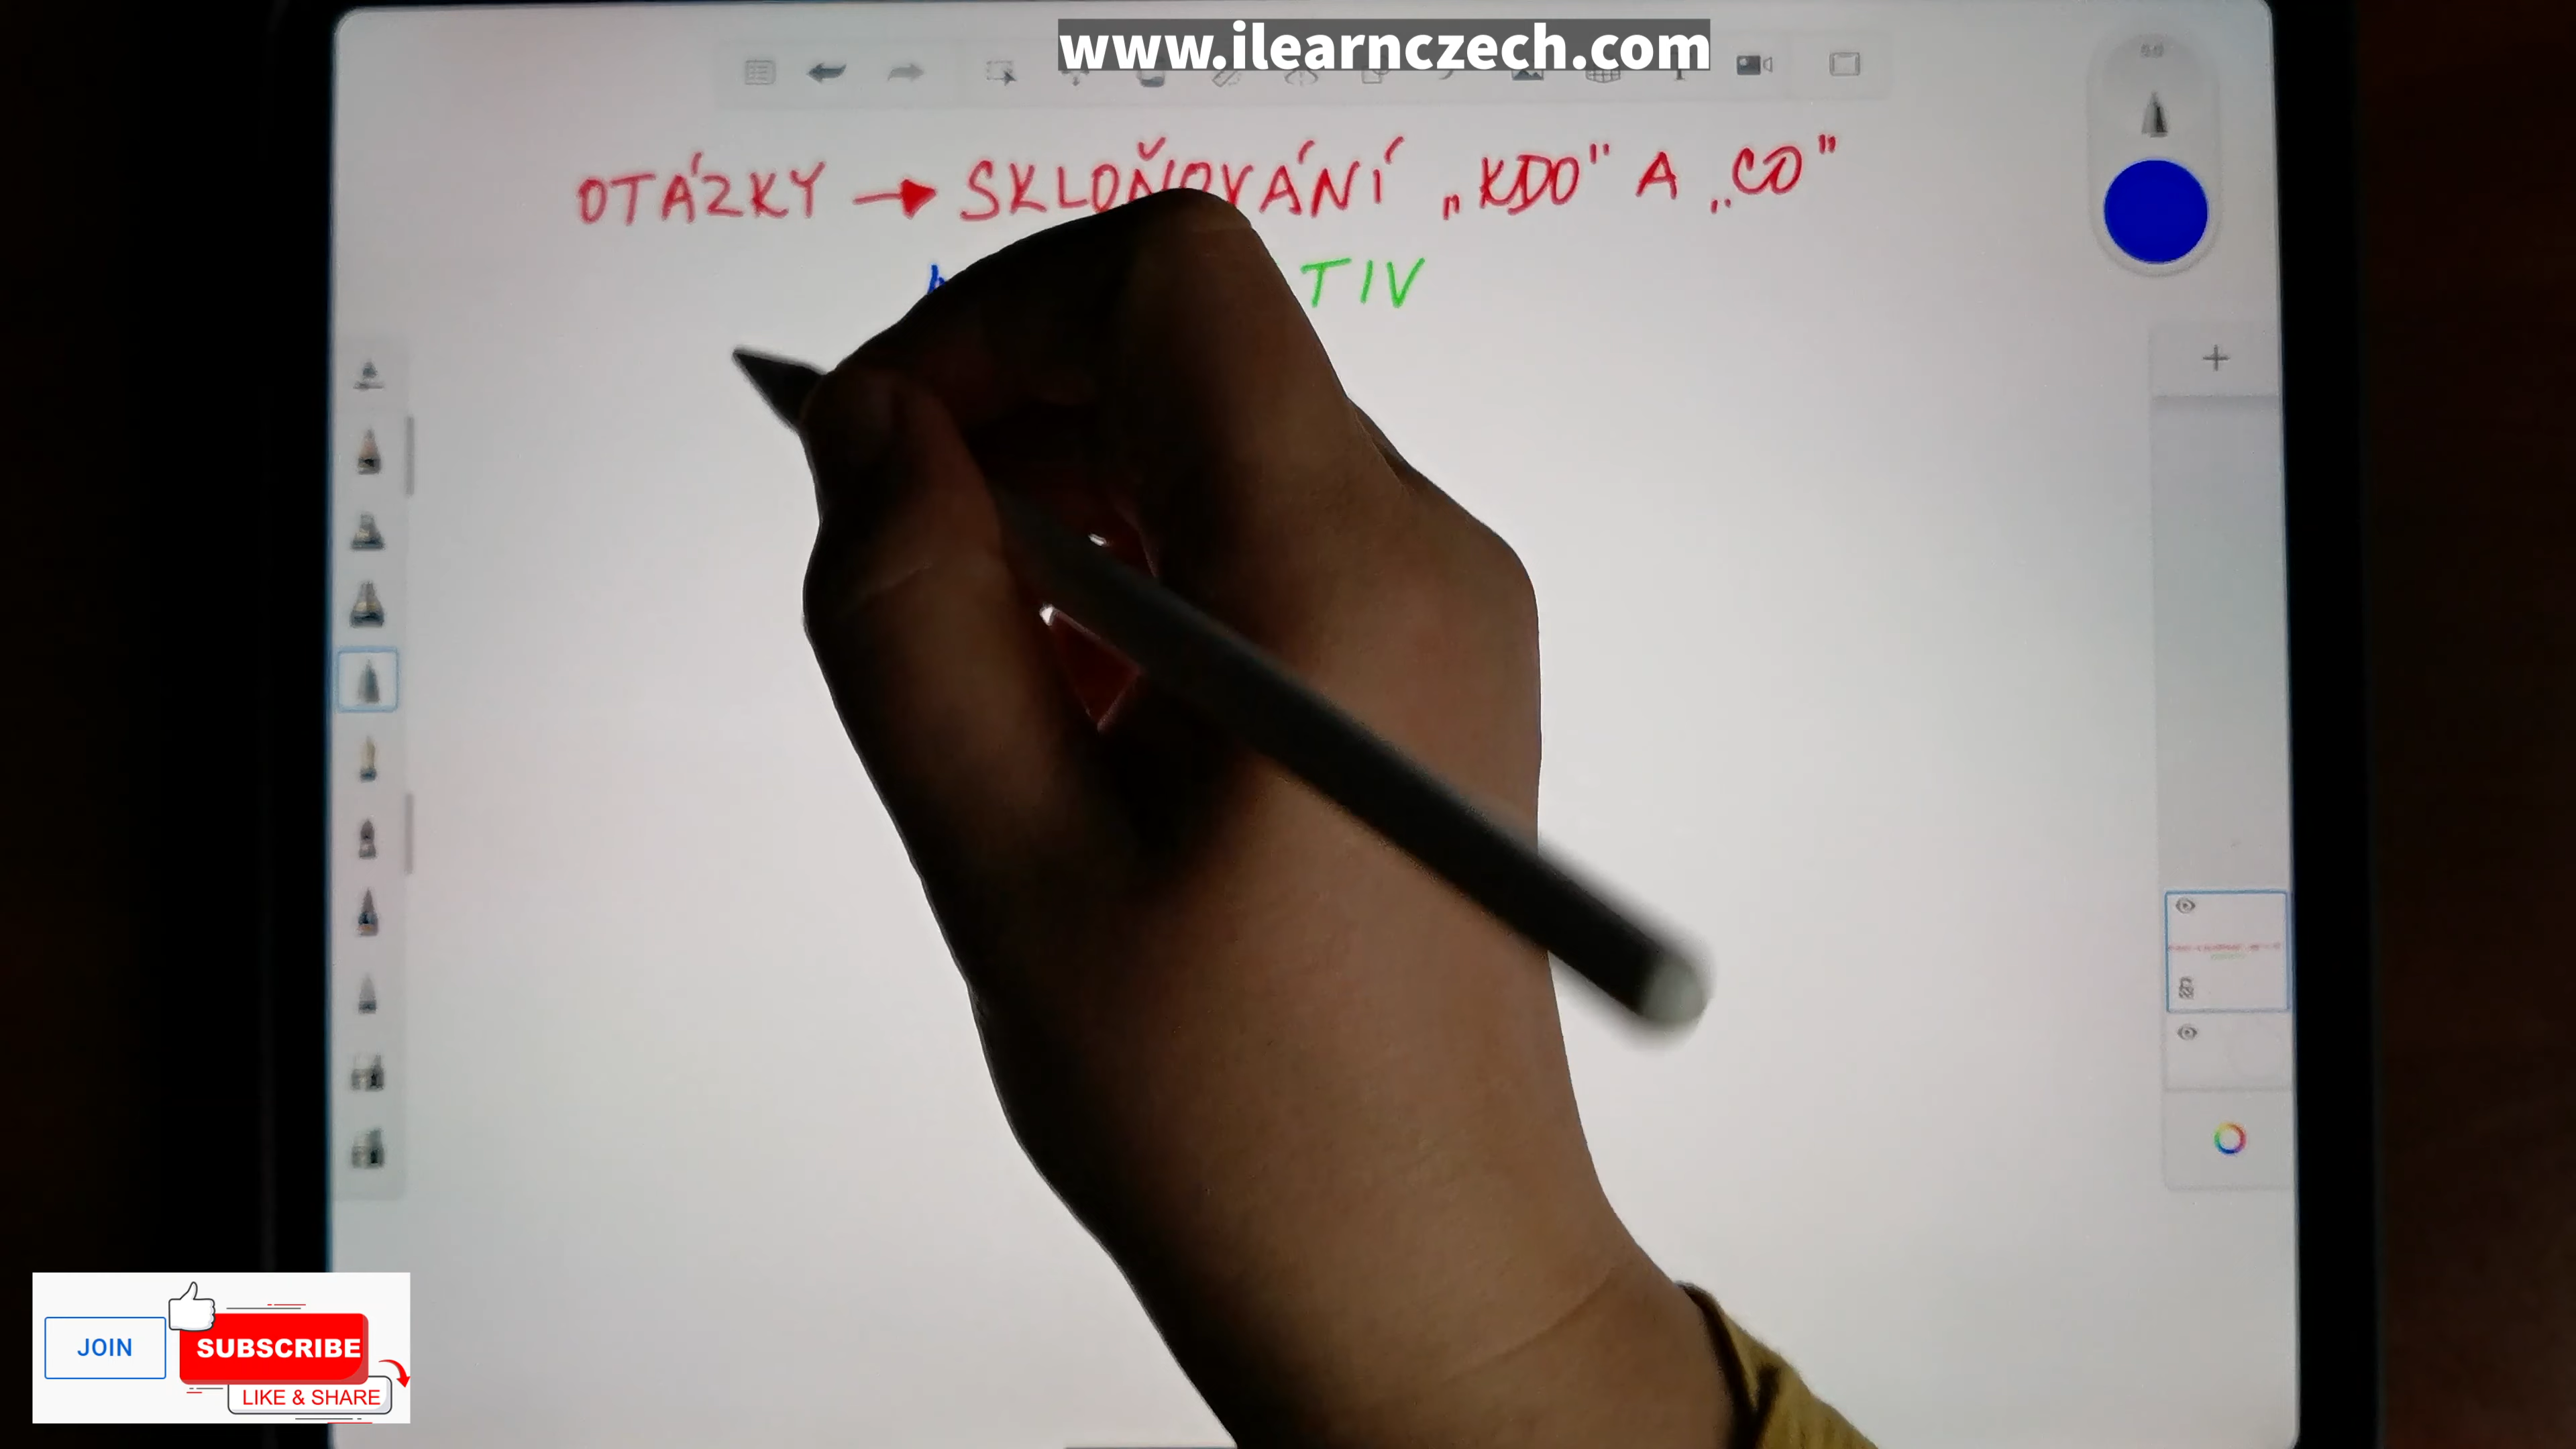 www.ilearnczech.com
OTÁZKY → SKLOŇOVÁNÍ „KDO" A „CO"
TIV
JOIN
SUBSCRIBE
LIKE & SHARE